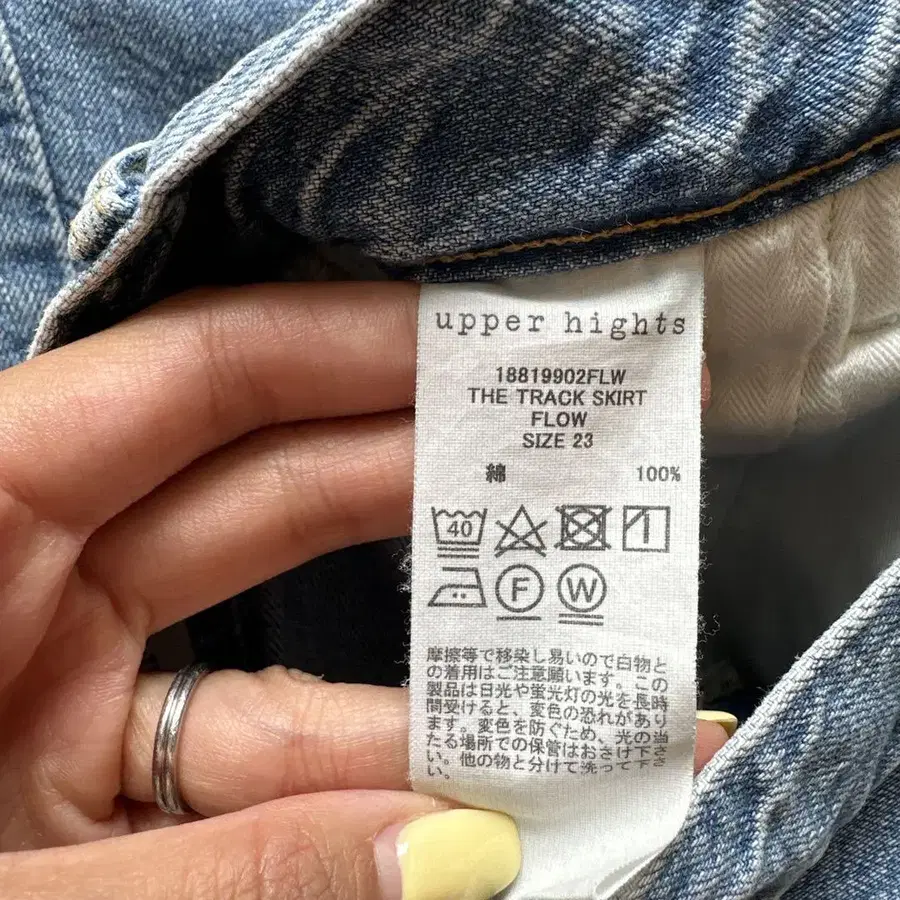 upper hights
18819902FLW
THE TRACK SKIRT
FLOW
SIZE 23
綿 100%
40
F W
摩擦等で移染し易いので白物と
の着用はご注意願います。この
製品は日光や蛍光灯の光を長時
間受けると、変色の恐れがあり
ます。変色を防ぐため、光の当
たる場所での保管はおさけ下さ
い。他の物と分けて洗って下さ
い。